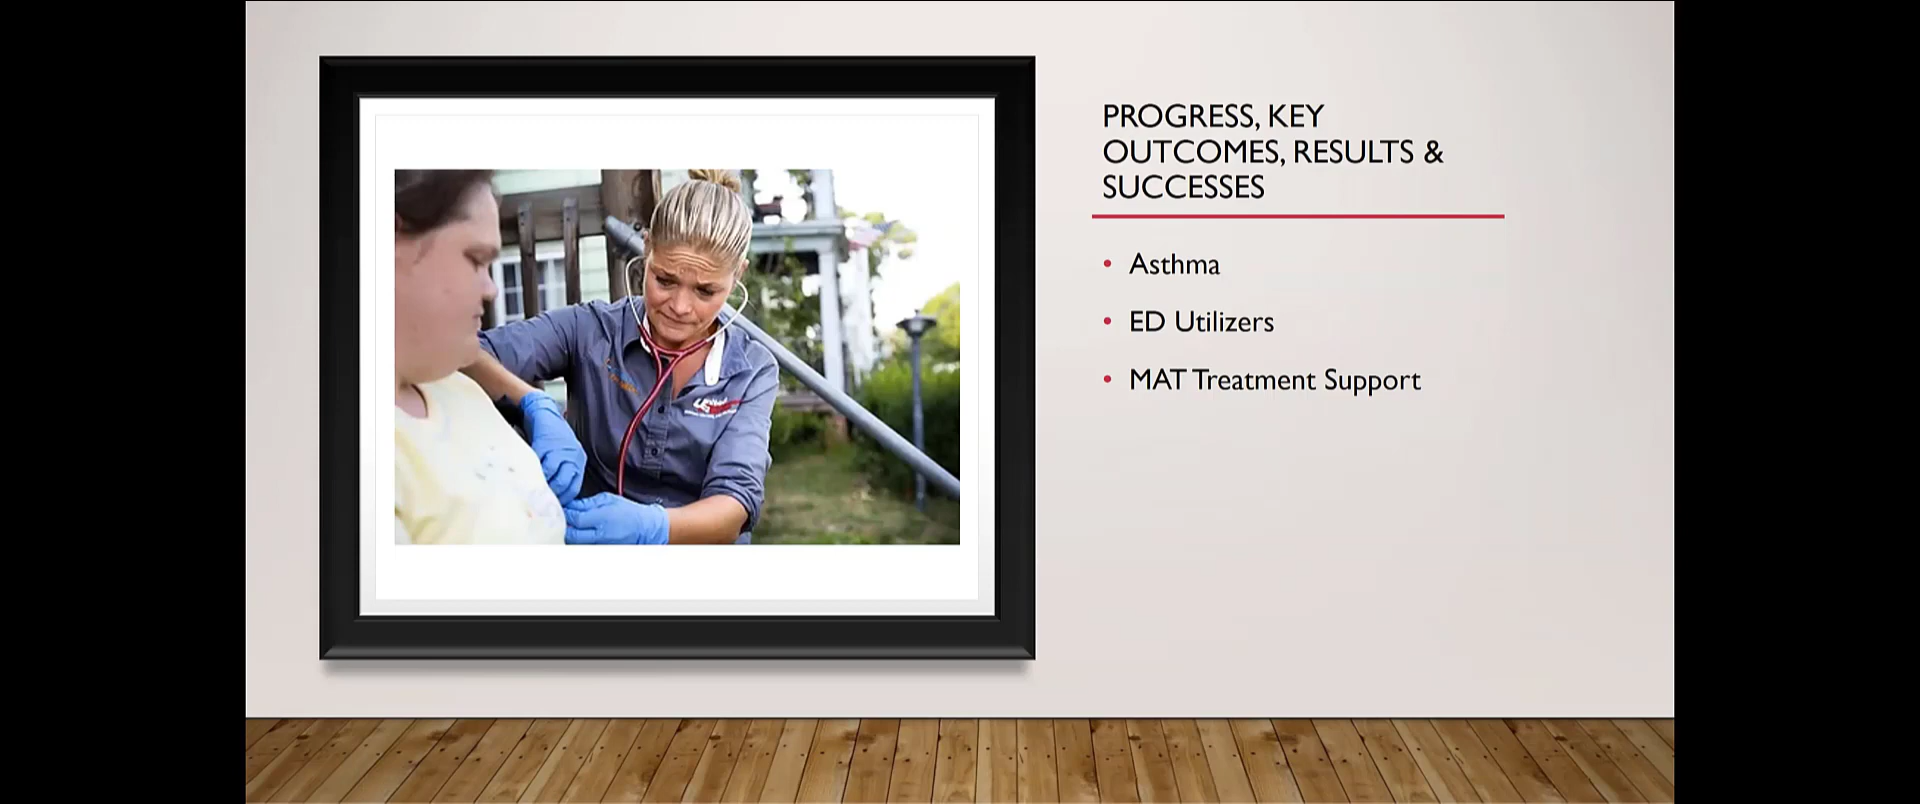 PROGRESS, KEY
OUTCOMES, RESULTS &
SUCCESSES
• Asthma
• ED Utilizers
• MAT Treatment Support